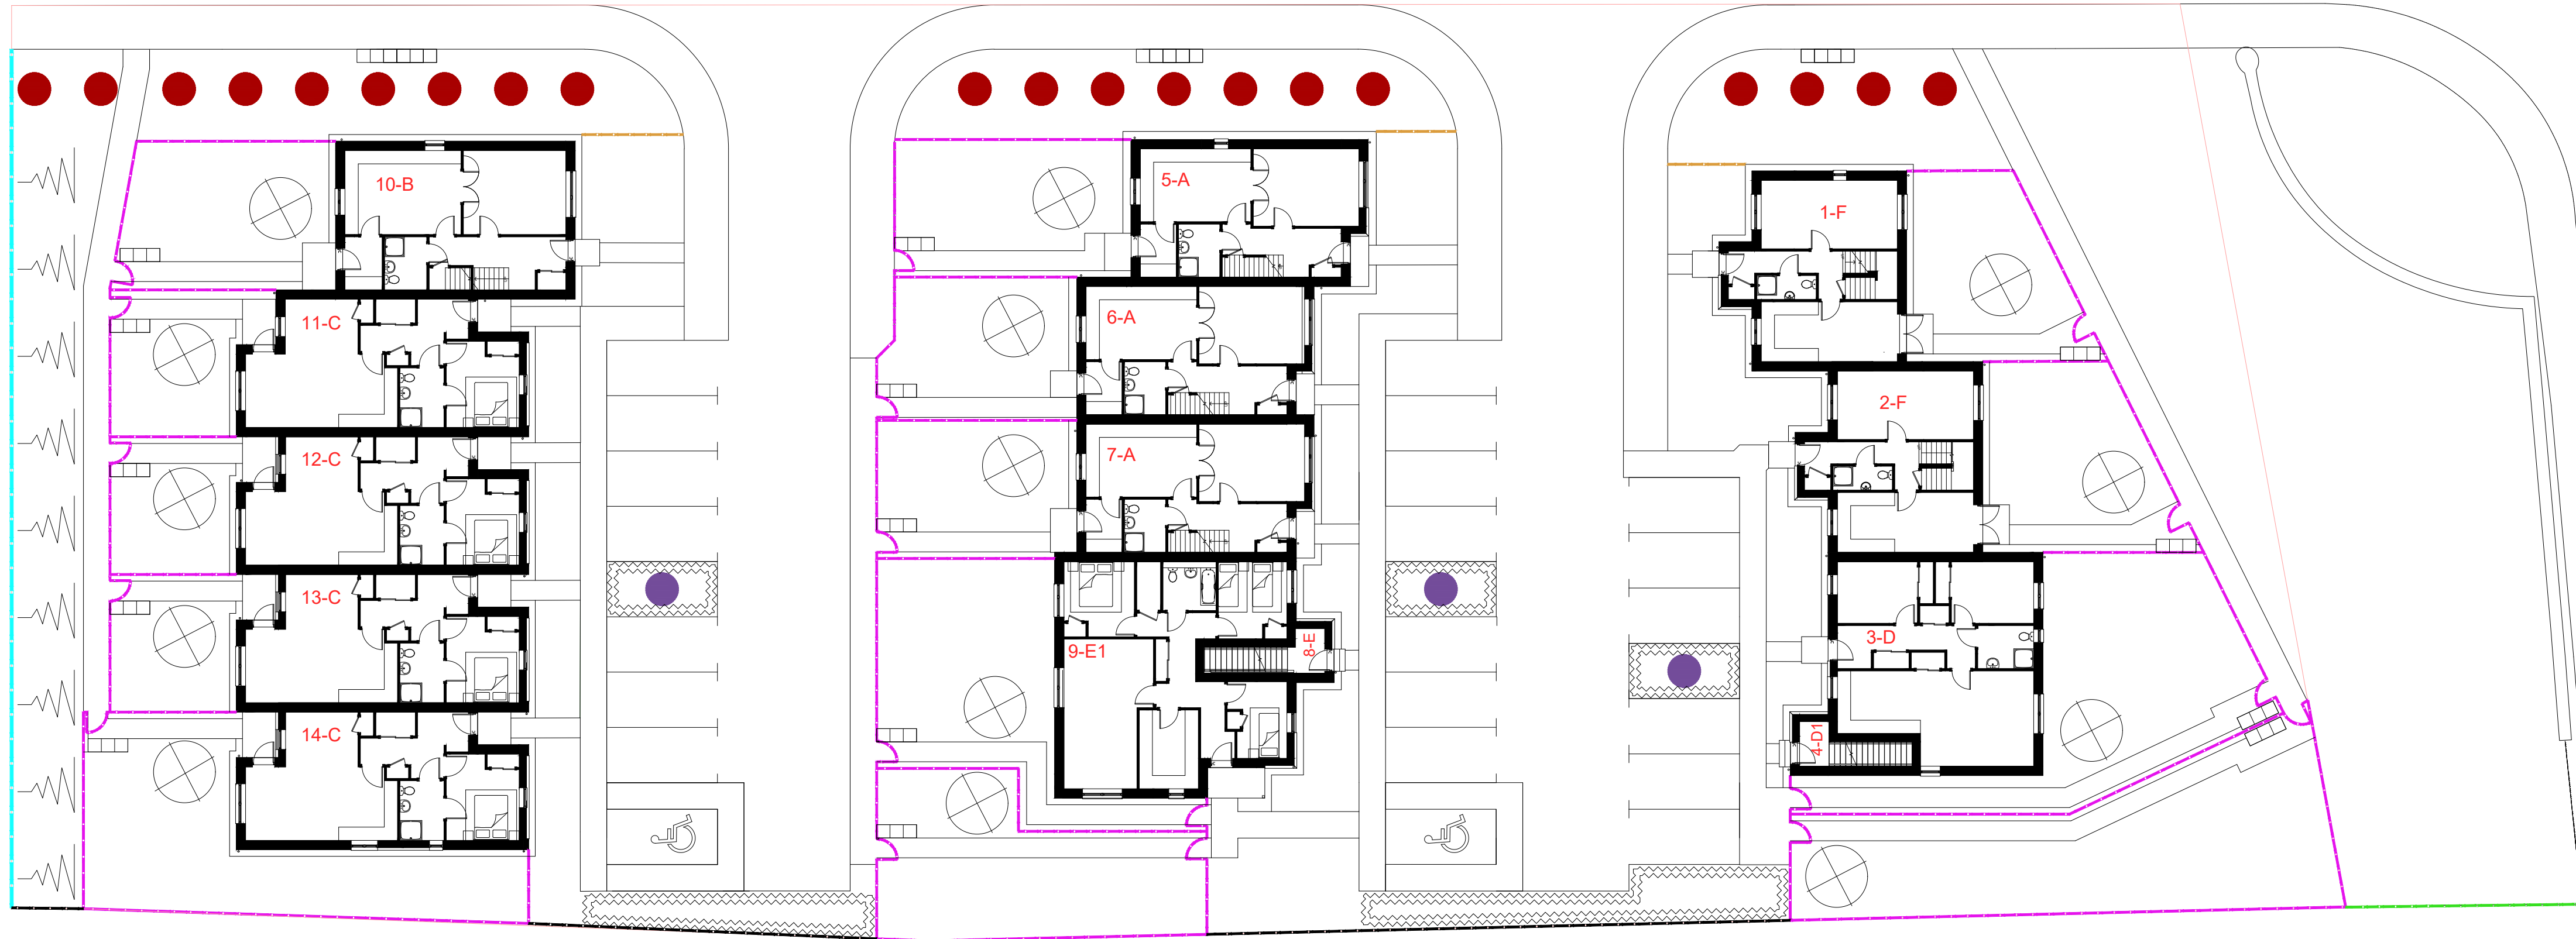 10-B
5-A
1-F
11-C
6-A
2-F
12-C
7-A
13-C
9-E1
8-E
3-D
14-C
4-D1